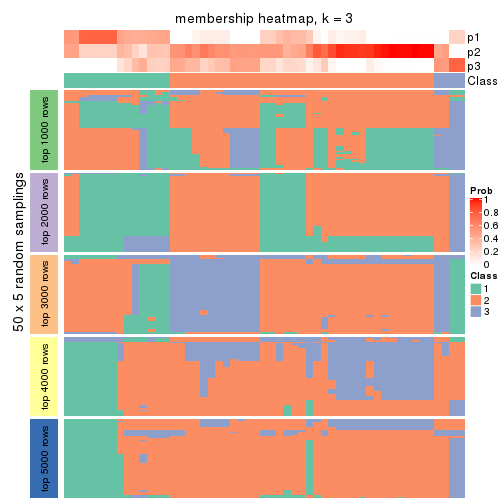 membership heatmap, k = 3
p1
p2
p3
Class
50 x 5 random samplings
top 1000 rows
top 2000 rows
top 3000 rows
top 4000 rows
top 5000 rows
Prob
1
0.8
0.6
0.4
0.2
0
Class
1
2
3